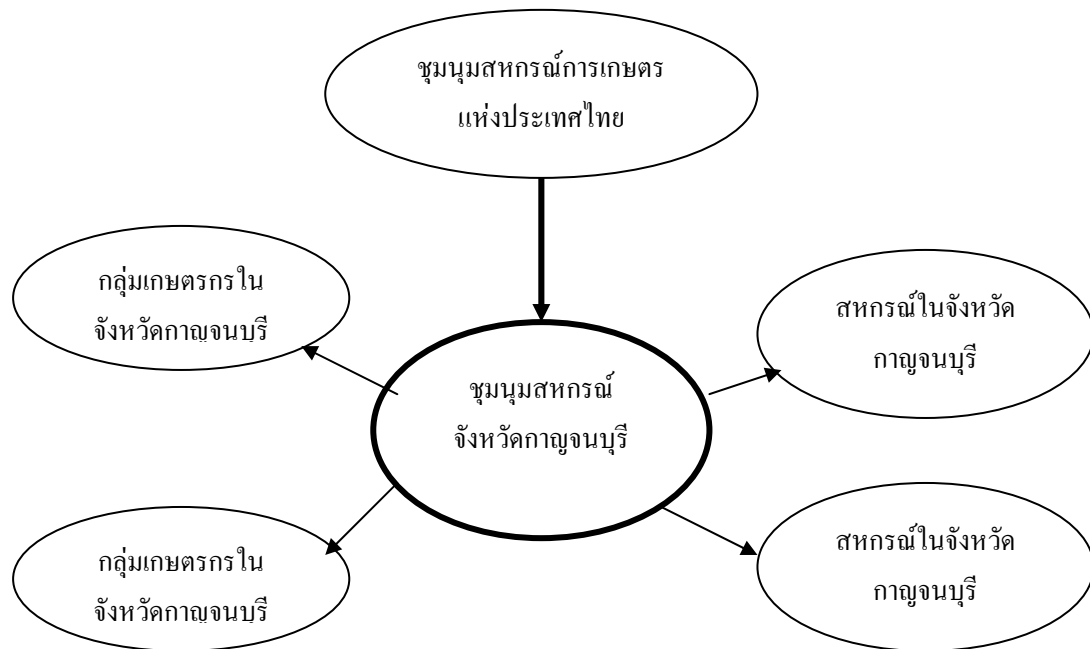 ชุมนุมสหกรณ์การเกษตร
แห่งประเทศไทย
กลุ่มเกษตรกรใน
จังหวัดกาญจนบุรี
สหกรณ์ในจังหวัด
กาญจนบุรี
ชุมนุมสหกรณ์
จังหวัดกาญจนบุรี
กลุ่มเกษตรกรใน
จังหวัดกาญจนบุรี
สหกรณ์ในจังหวัด
กาญจนบุรี